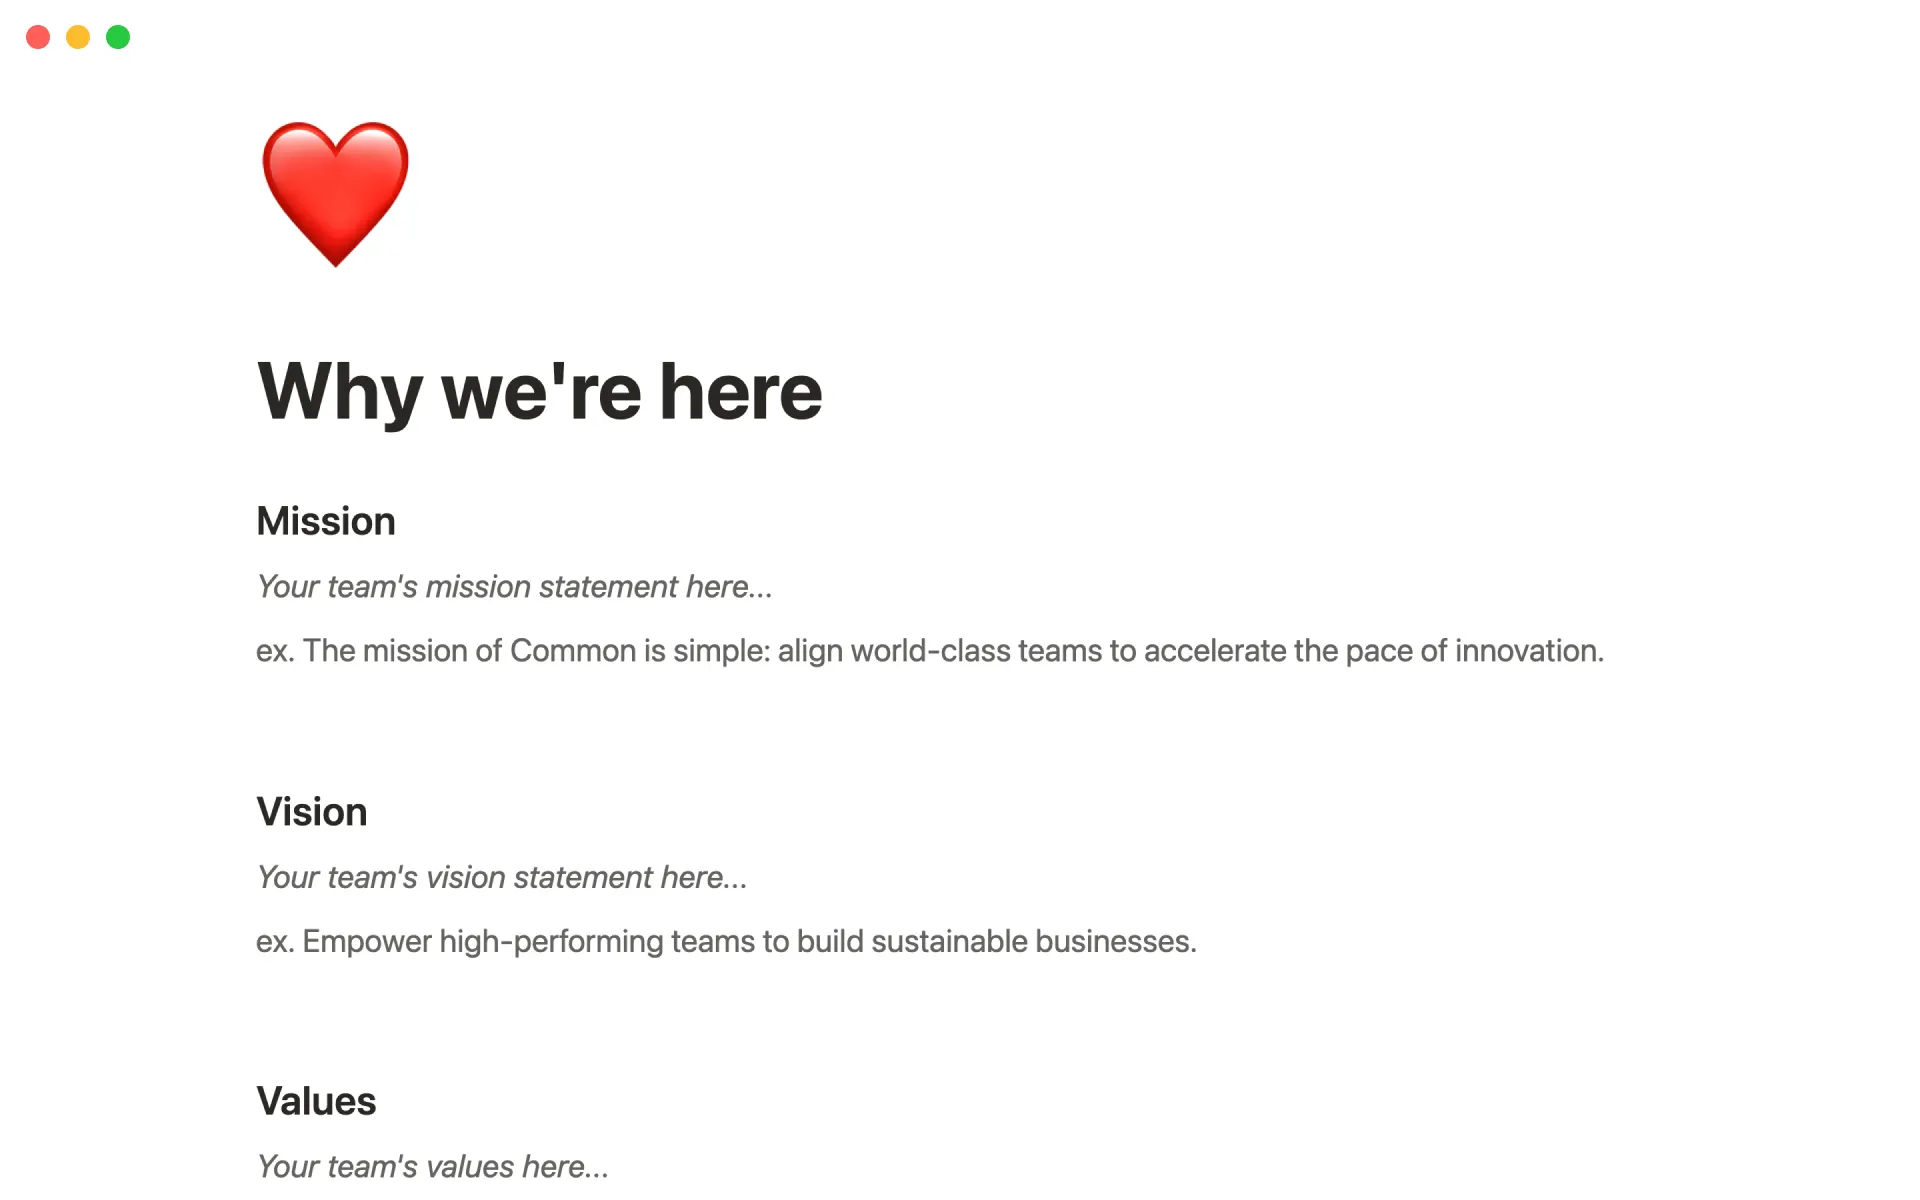 Why we're here
Mission
Your team's mission statement here...
ex. The mission of Common is simple: align world-class teams to accelerate the pace of innovation.
Vision
Your team's vision statement here...
ex. Empower high-performing teams to build sustainable businesses.
Values
Your team's values here...